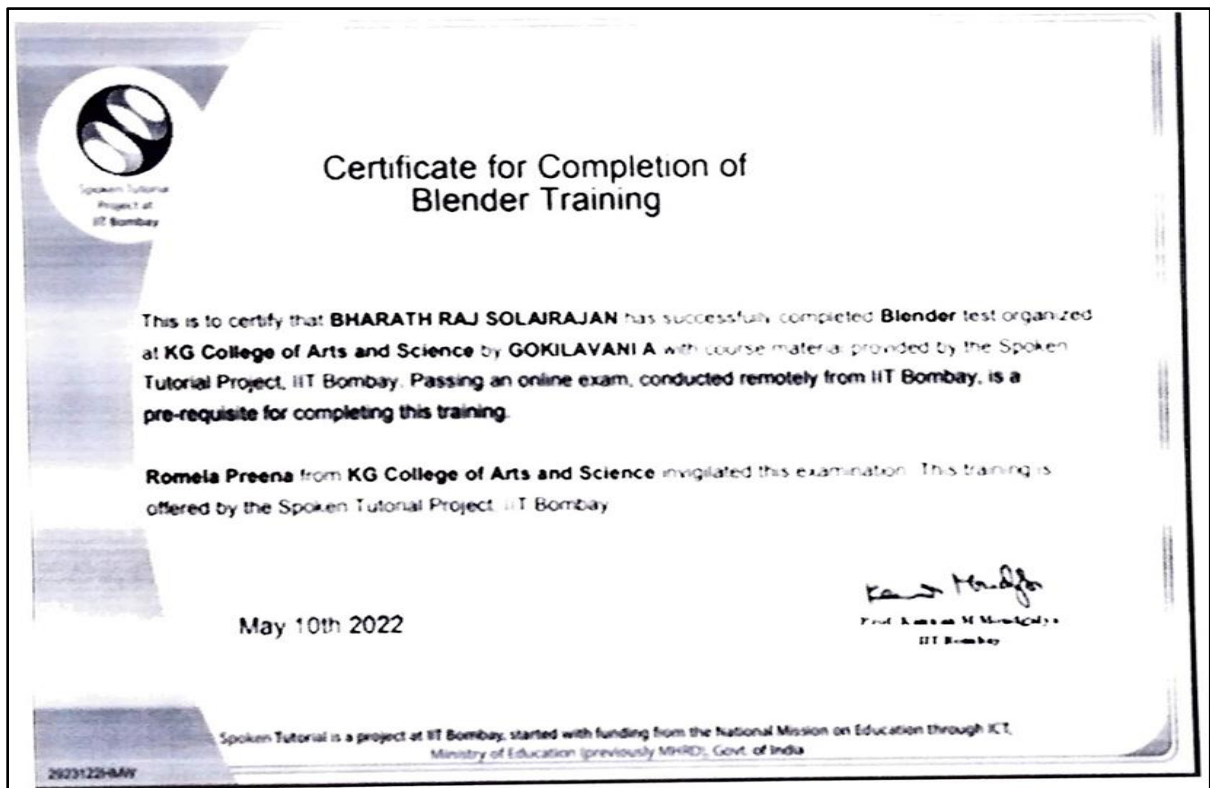 Spoken Tutorial
Project at
IIT Bombay
Certificate for Completion of
Blender Training
This is to certify that BHARATH RAJ SOLAIRAJAN has successfully completed Blender test organized
at KG College of Arts and Science by GOKILAVANI A with course material provided by the Spoken
Tutorial Project, IIT Bombay. Passing an online exam, conducted remotely from IIT Bombay, is a
pre-requisite for completing this training.
Romela Preena from KG College of Arts and Science invigilated this examination. This training is
offered by the Spoken Tutorial Project, IIT Bombay
May 10th 2022
Prof. Kannan M Moudgalya
IIT Bombay
Spoken Tutorial is a project at IIT Bombay, started with funding from the National Mission on Education through ICT,
Ministry of Education (previously MHRD), Govt. of India
2923122HMW